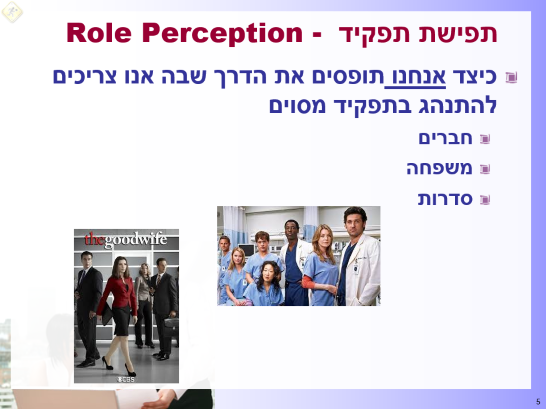 תפישת תפקיד - Role Perception
כיצד אנחנו תופסים את הדרך שבה אנו צריכים
להתנהג בתפקיד מסוים
חברים
משפחה
סדרות
thegoodwife
CBS
5